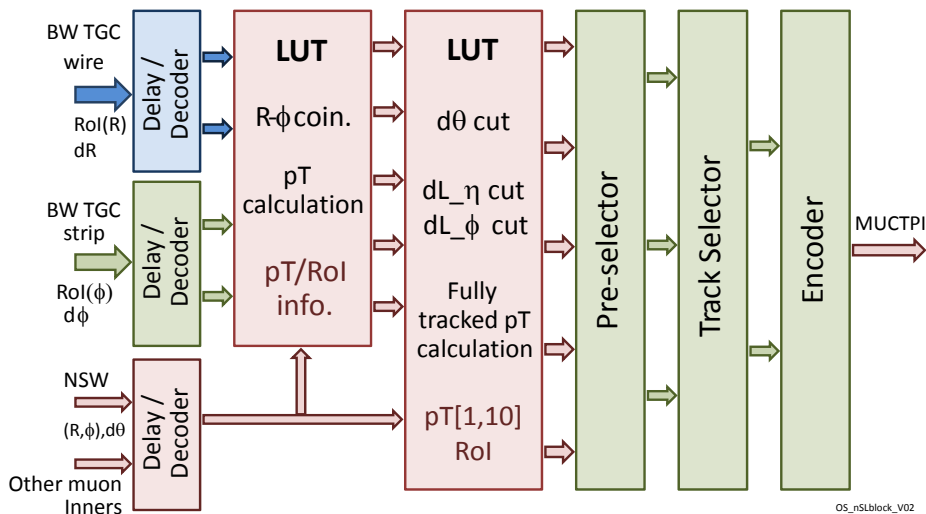 BW TGC
wire
RoI(R)
dR
Delay /
Decoder
BW TGC
strip
RoI(ϕ)
dϕ
Delay /
Decoder
NSW
(R,ϕ),dθ
Other muon
Inners
Delay /
Decoder
LUT
R-ϕ coin.
pT
calculation
pT/RoI
info.
LUT
dθ cut
dL_η cut
dL_ϕ cut
Fully
tracked pT
calculation
pT[1,10]
RoI
Pre-selector
Track Selector
Encoder
MUCTPI
OS_nSLblock_V02